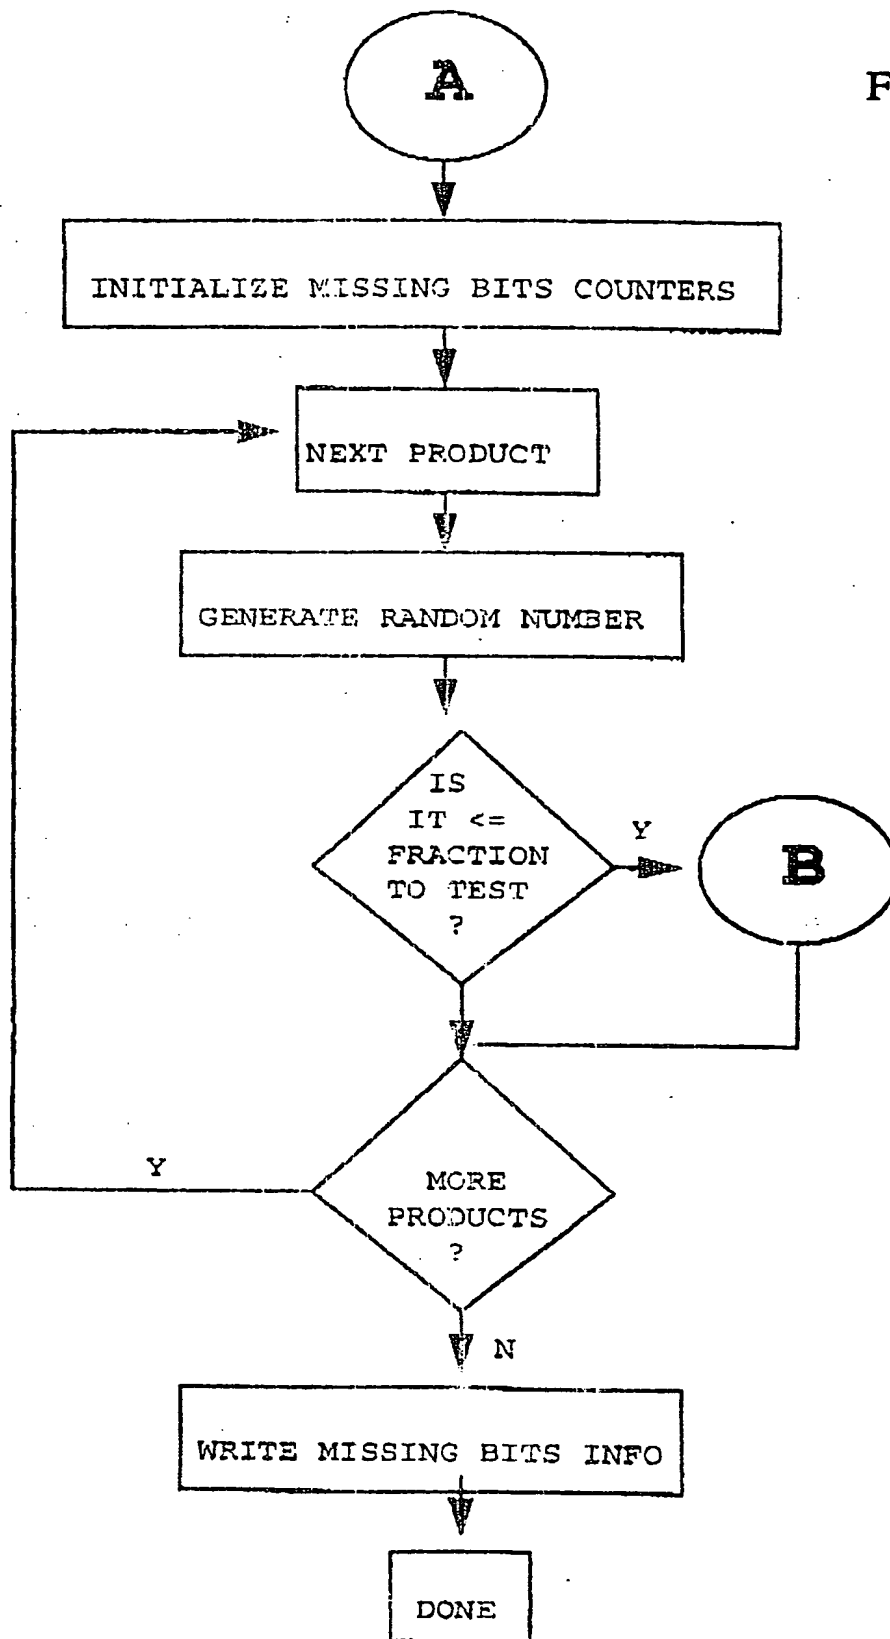 A
F
INITIALIZE MISSING BITS COUNTERS
NEXT PRODUCT
GENERATE RANDOM NUMBER
IS
IT <=
FRACTION
TO TEST
?
Y
B
Y
MORE
PRODUCTS
?
N
WRITE MISSING BITS INFO
DONE